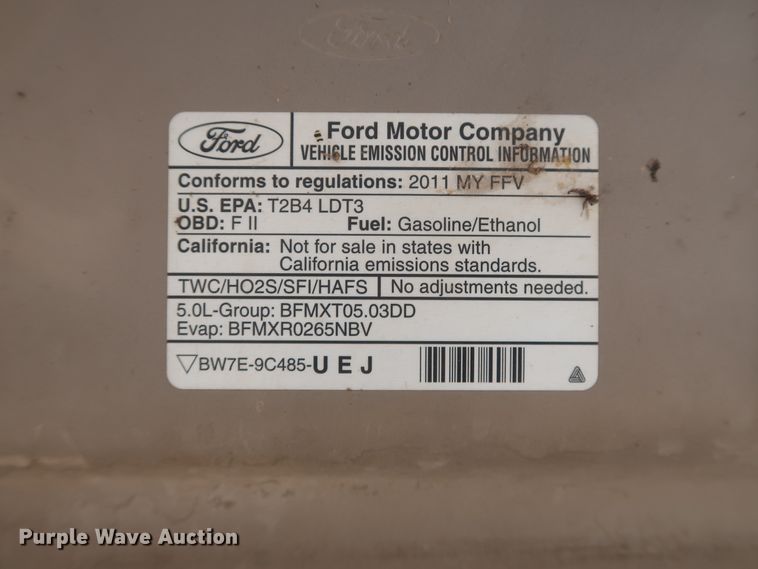 Ford
Ford
Ford Motor Company
VEHICLE EMISSION CONTROL INFORMATION
Conforms to regulations: 2011 MY FFV
U.S. EPA: T2B4 LDT3
OBD: F II Fuel: Gasoline/Ethanol
California: Not for sale in states with
California emissions standards.
TWC/HO2S/SFI/HAFS No adjustments needed.
5.0L-Group: BFMXT05.03DD
Evap: BFMXR0265NBV
BW7E-9C485-U E J
Purple Wave Auction